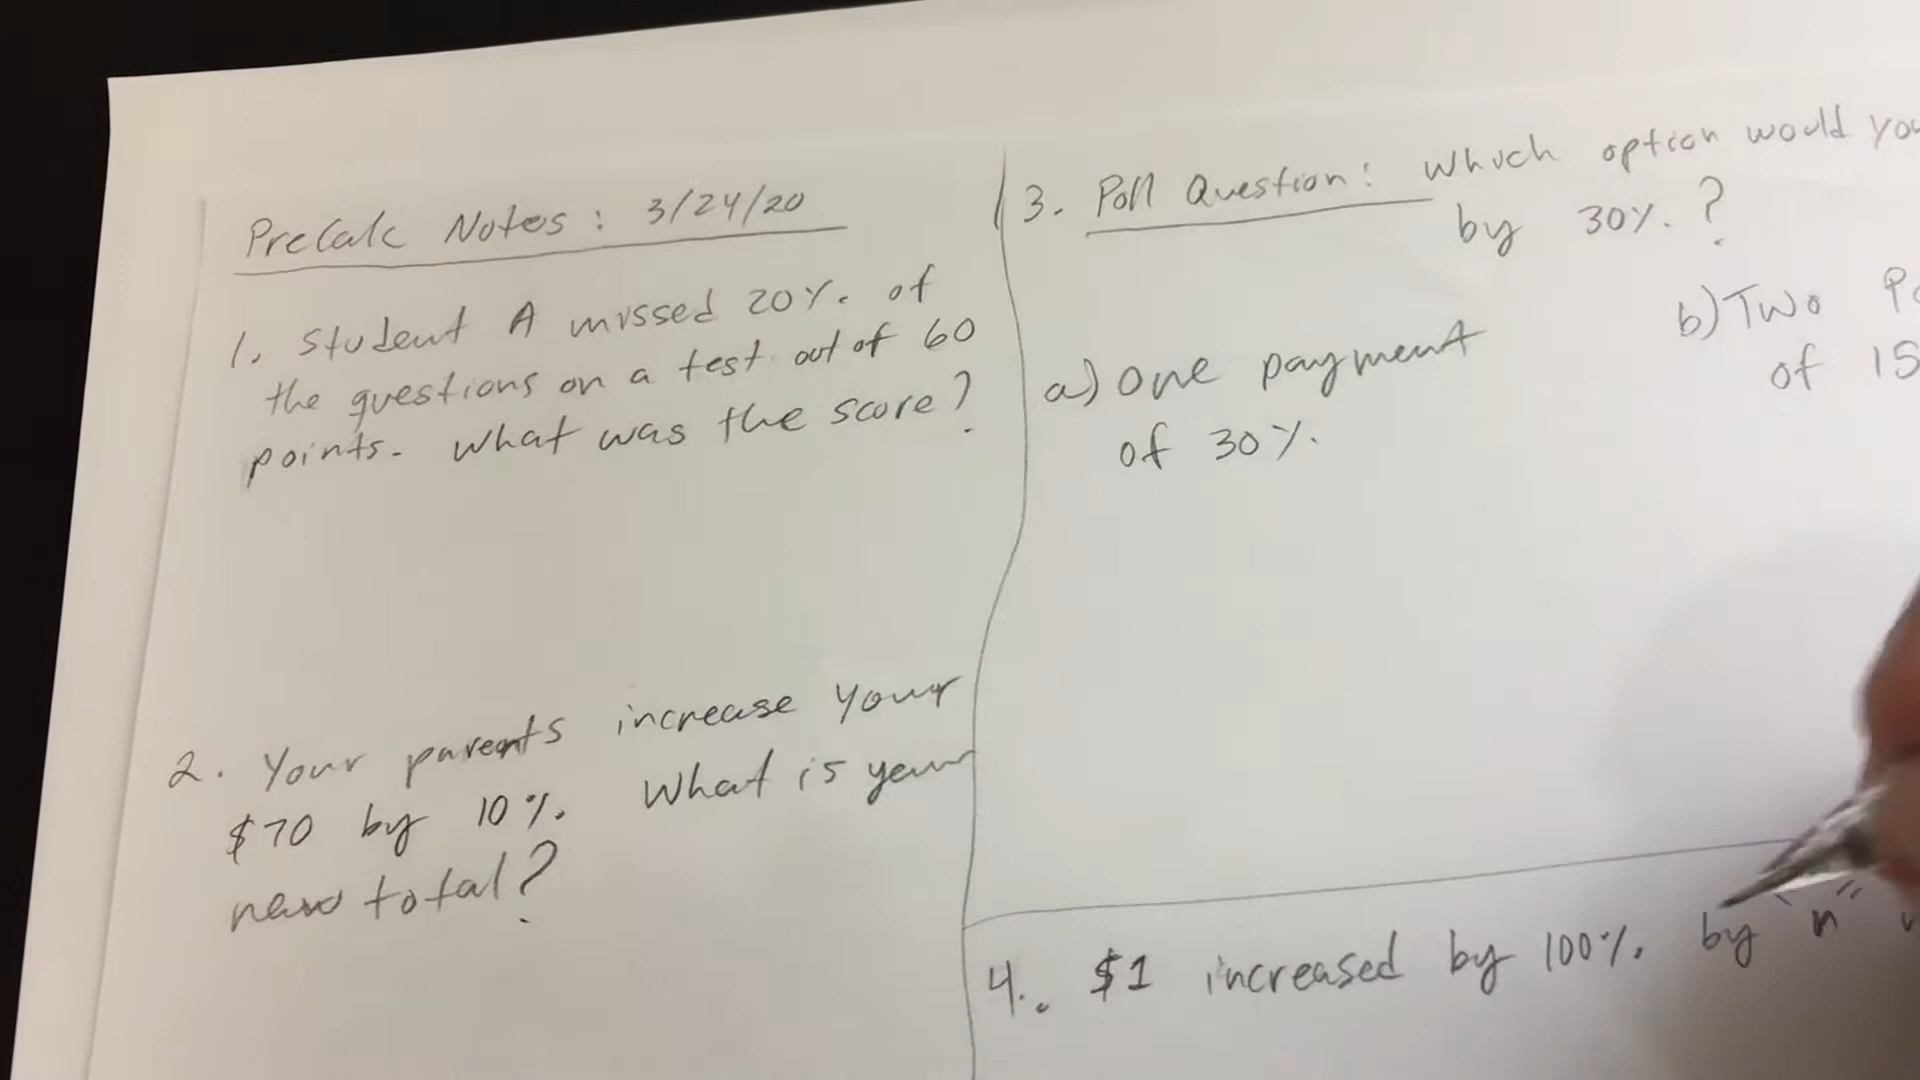 PreCalc Notes: 3/24/20
1. Student A missed 20%. of
the questions on a test out of 60
points. What was the score?
2. Your parents increase your
$70 by 10%. What is your
new total?
3. Poll Question: Which option would
by 30%.?
a) One payment
of 30%.
b) Two
of 15
4. $1 increased by 100%. by "n"